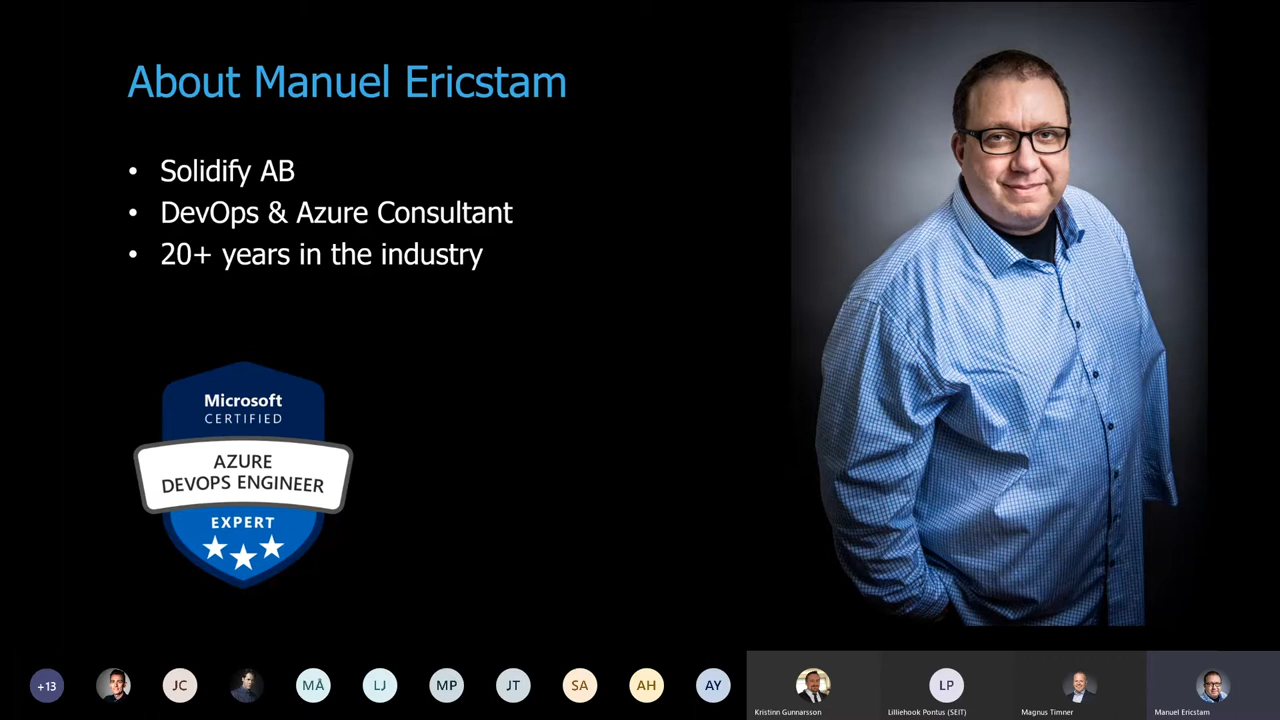 About Manuel Ericstam
• Solidify AB
• DevOps & Azure Consultant
• 20+ years in the industry
Microsoft
CERTIFIED
AZURE
DEVOPS ENGINEER
EXPERT
+13
JC
MÅ
LJ
MP
JT
SA
AH
AY
LP
Kristinn Gunnarsson
Lilliehook Pontus (SEIT)
Magnus Timner
Manuel Ericstam